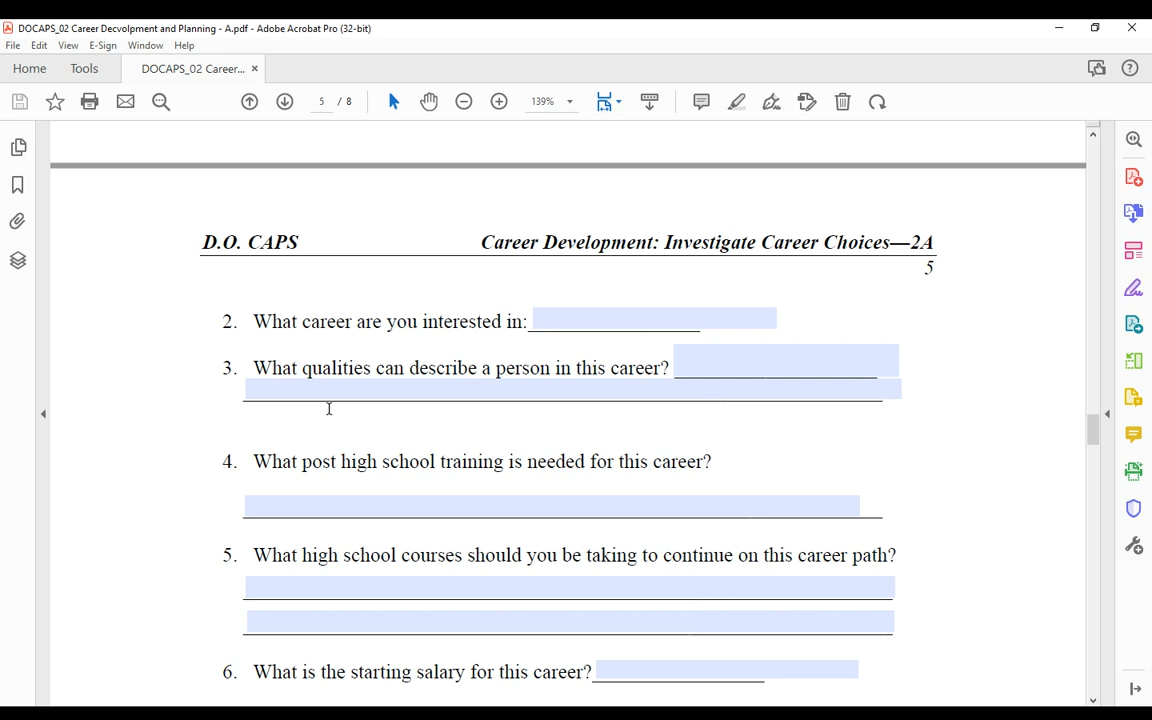 DOCAPS_02 Career Decvolpment and Planning - A.pdf - Adobe Acrobat Pro (32-bit)
File Edit View E-Sign Window Help
Home Tools DOCAPS_02 Career... ×
5 / 8 139%
D.O. CAPS Career Development: Investigate Career Choices—2A
5
2. What career are you interested in:
3. What qualities can describe a person in this career?
4. What post high school training is needed for this career?
5. What high school courses should you be taking to continue on this career path?
6. What is the starting salary for this career?